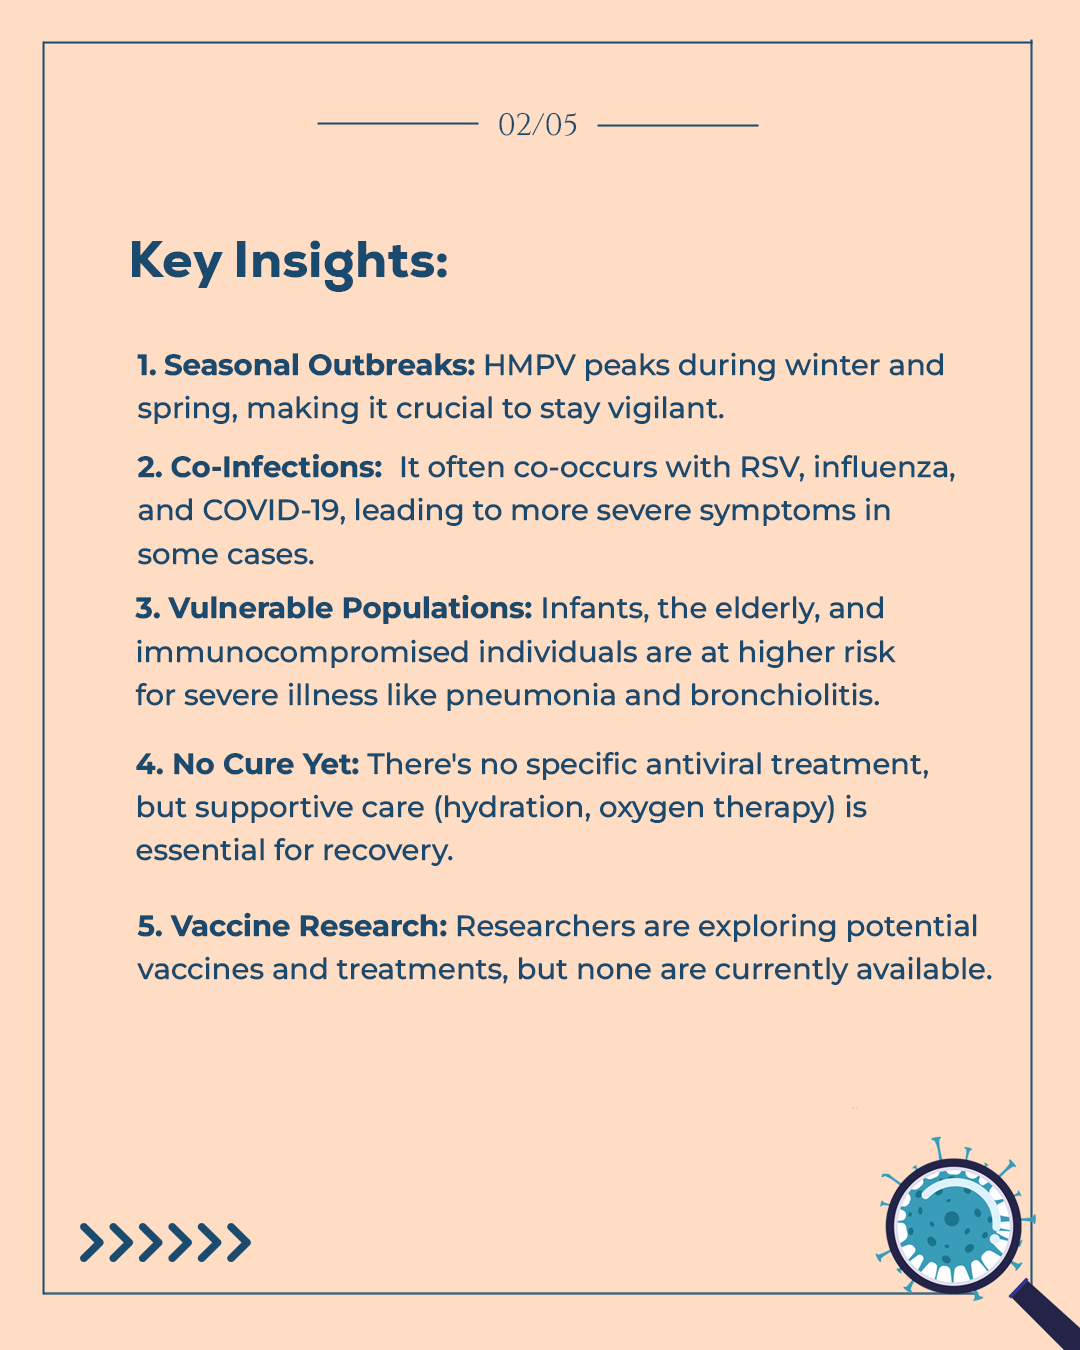 02/05
Key Insights:
1. Seasonal Outbreaks: HMPV peaks during winter and
spring, making it crucial to stay vigilant.
2. Co-Infections: It often co-occurs with RSV, influenza,
and COVID-19, leading to more severe symptoms in
some cases.
3. Vulnerable Populations: Infants, the elderly, and
immunocompromised individuals are at higher risk
for severe illness like pneumonia and bronchiolitis.
4. No Cure Yet: There's no specific antiviral treatment,
but supportive care (hydration, oxygen therapy) is
essential for recovery.
5. Vaccine Research: Researchers are exploring potential
vaccines and treatments, but none are currently available.